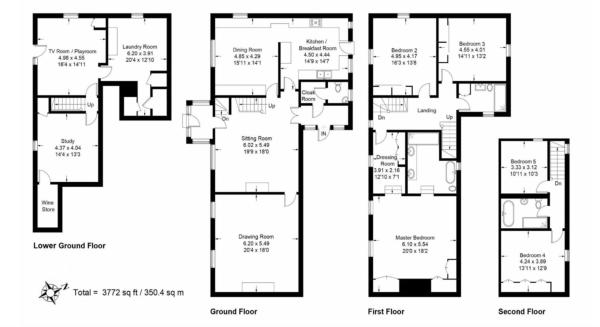 TV Room / Playroom
4.98 x 4.55
16'4 x 14'11
Laundry Room
6.20 x 3.91
20'4 x 12'10
Up
Study
4.37 x 4.04
14'4 x 13'3
Wine
Store
Lower Ground Floor
Total = 3772 sq ft / 350.4 sq m
Dining Room
4.85 x 4.29
15'11 x 14'1
Kitchen /
Breakfast Room
4.50 x 4.44
14'9 x 14'7
Cloak
Room
Up
Dn
IN
Sitting Room
6.02 x 5.49
19'9 x 18'0
Drawing Room
6.20 x 5.49
20'4 x 18'0
Ground Floor
Bedroom 2
4.95 x 4.17
16'3 x 13'8
Bedroom 3
4.55 x 4.01
14'11 x 13'2
Landing
Dn
Up
Dressing
Room
3.91 x 2.16
12'10 x 7'1
Master Bedroom
6.10 x 5.54
20'0 x 18'2
First Floor
Bedroom 5
3.33 x 3.12
10'11 x 10'3
Dn
Bedroom 4
4.24 x 3.89
13'11 x 12'9
Second Floor